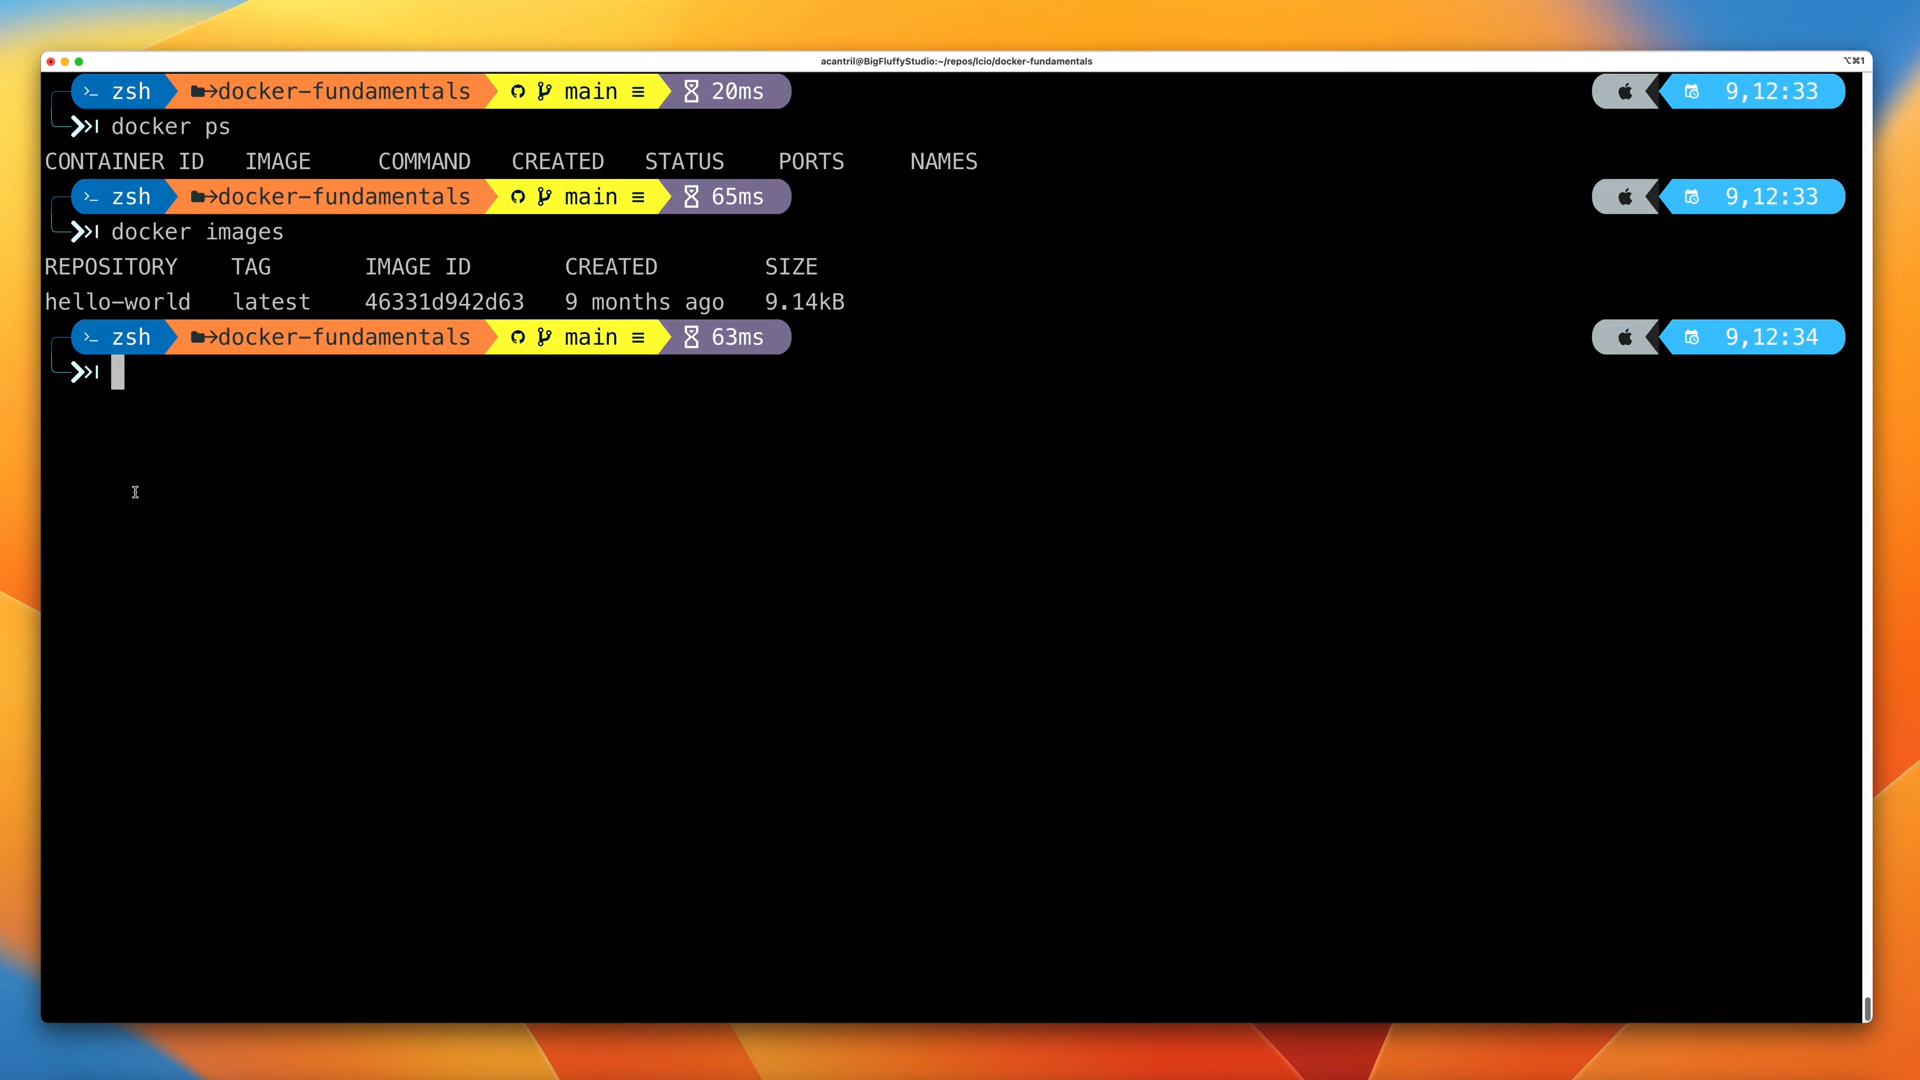 acantril@BigFluffyStudio:~/repos/lcio/docker-fundamentals ⌥⌘1
>_ zsh docker-fundamentals main ≡ 20ms 9,12:33
docker ps
CONTAINER ID IMAGE COMMAND CREATED STATUS PORTS NAMES
>_ zsh docker-fundamentals main ≡ 65ms 9,12:33
docker images
REPOSITORY TAG IMAGE ID CREATED SIZE
hello-world latest 46331d942d63 9 months ago 9.14kB
>_ zsh docker-fundamentals main ≡ 63ms 9,12:34